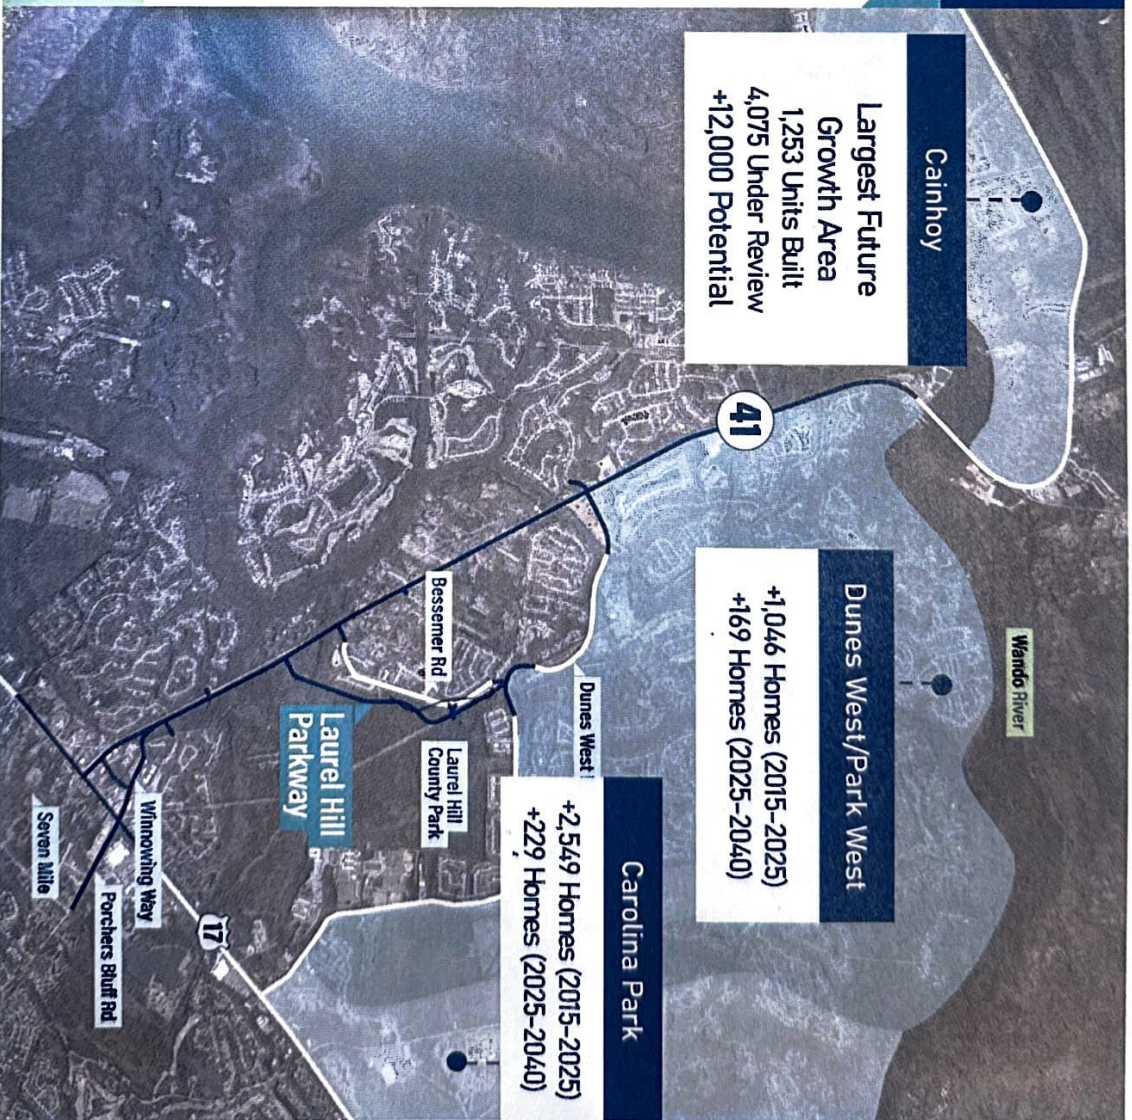 Cainhoy
Largest Future
Growth Area
1,253 Units Built
4,075 Under Review
+12,000 Potential
41
Wando River
Dunes West/Park West
+1,046 Homes (2015–2025)
+169 Homes (2025–2040)
Bessemer Rd
Dunes West
Laurel Hill
County Park
Laurel Hill
Parkway
Carolina Park
+2,549 Homes (2015–2025)
+229 Homes (2025–2040)
17
Winnowing Way
Seven Mile
Porchers Bluff Rd